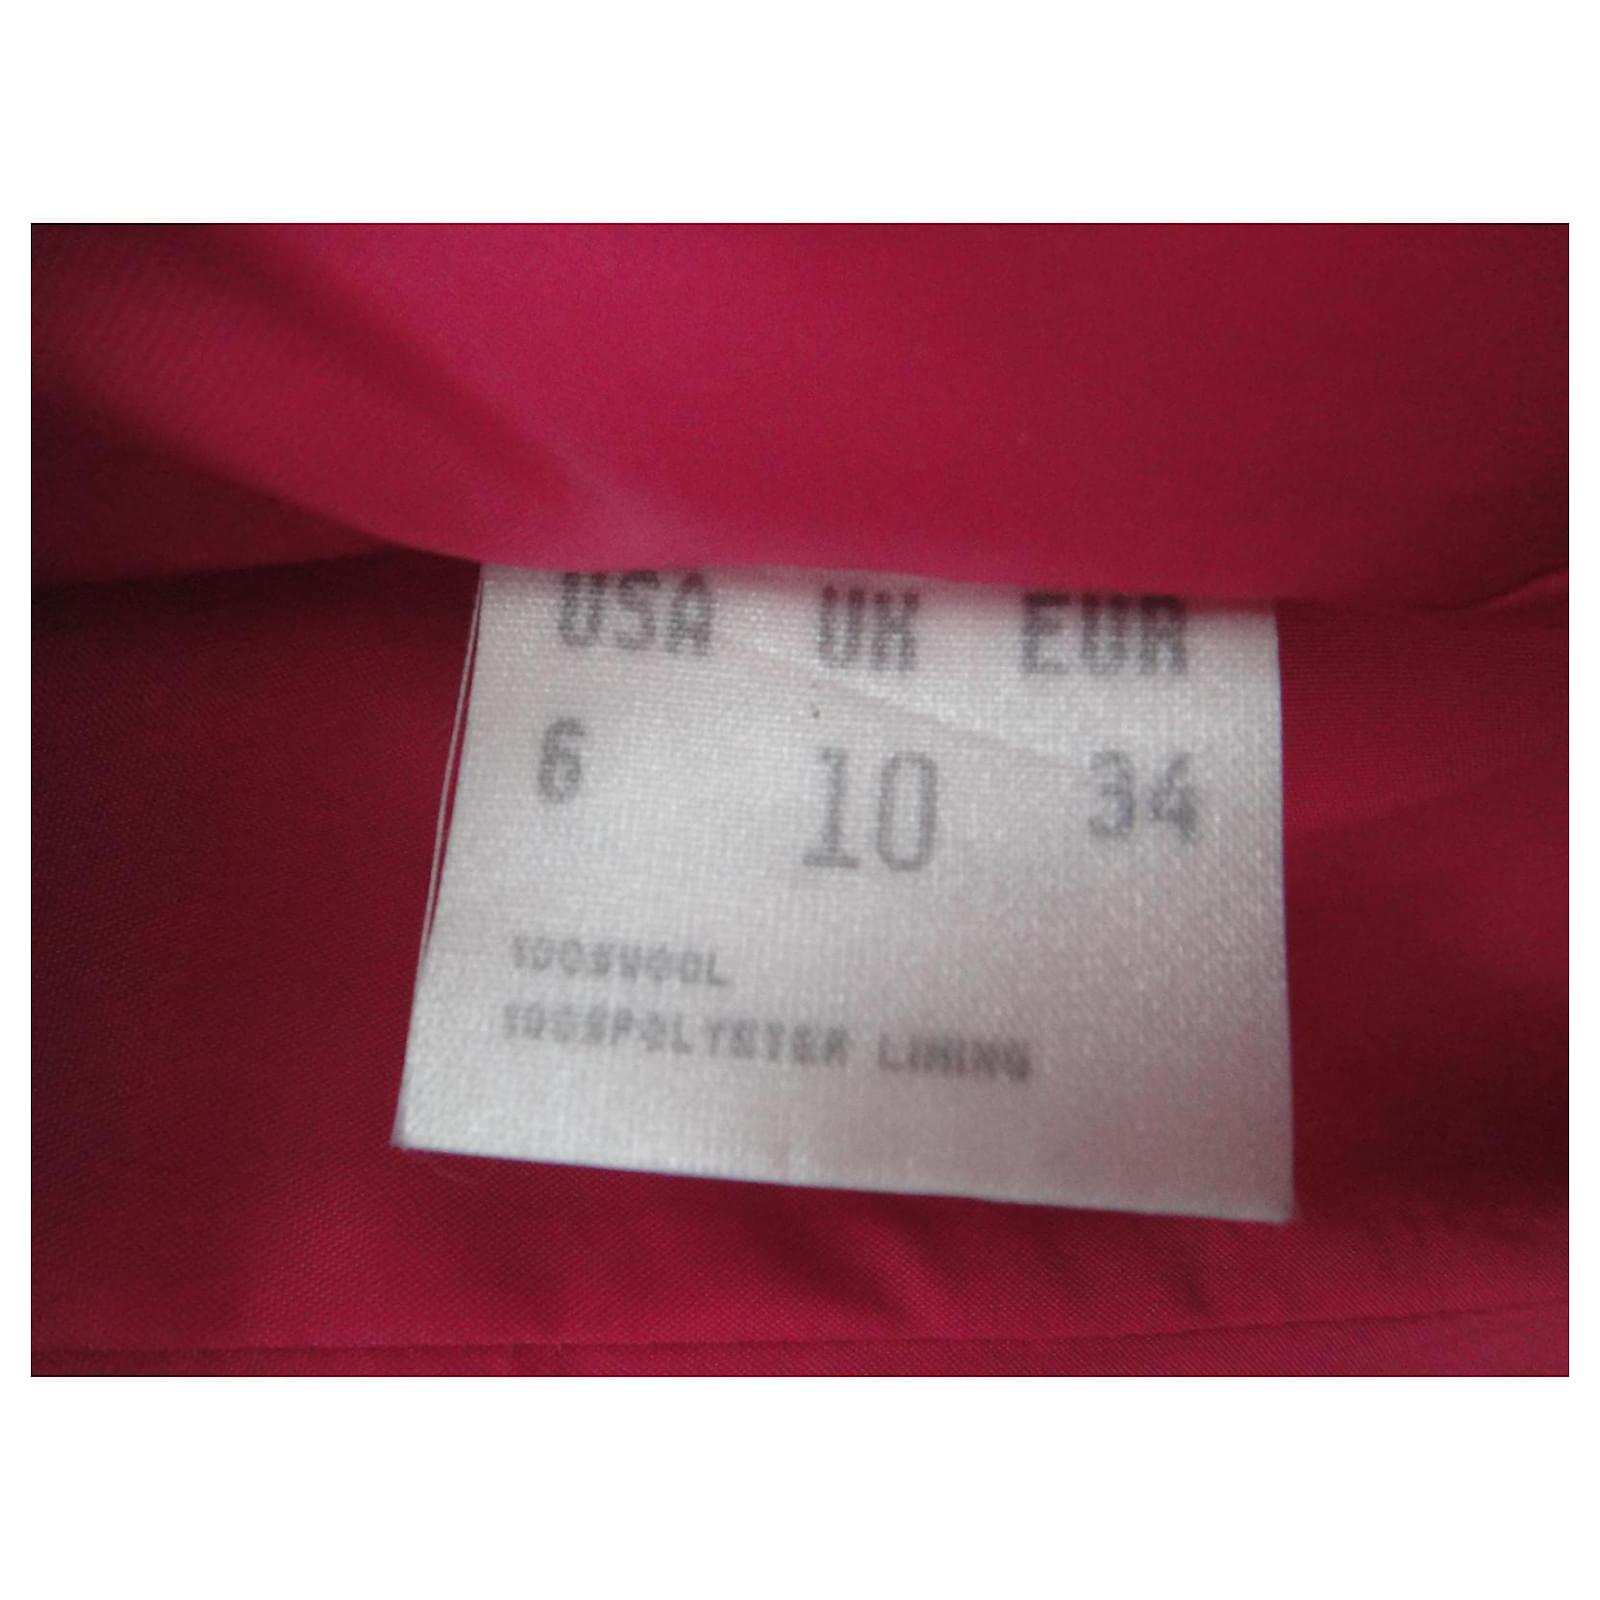 USA UK EUR
6 10 34
100%WOOL
100%POLYESTER LINING